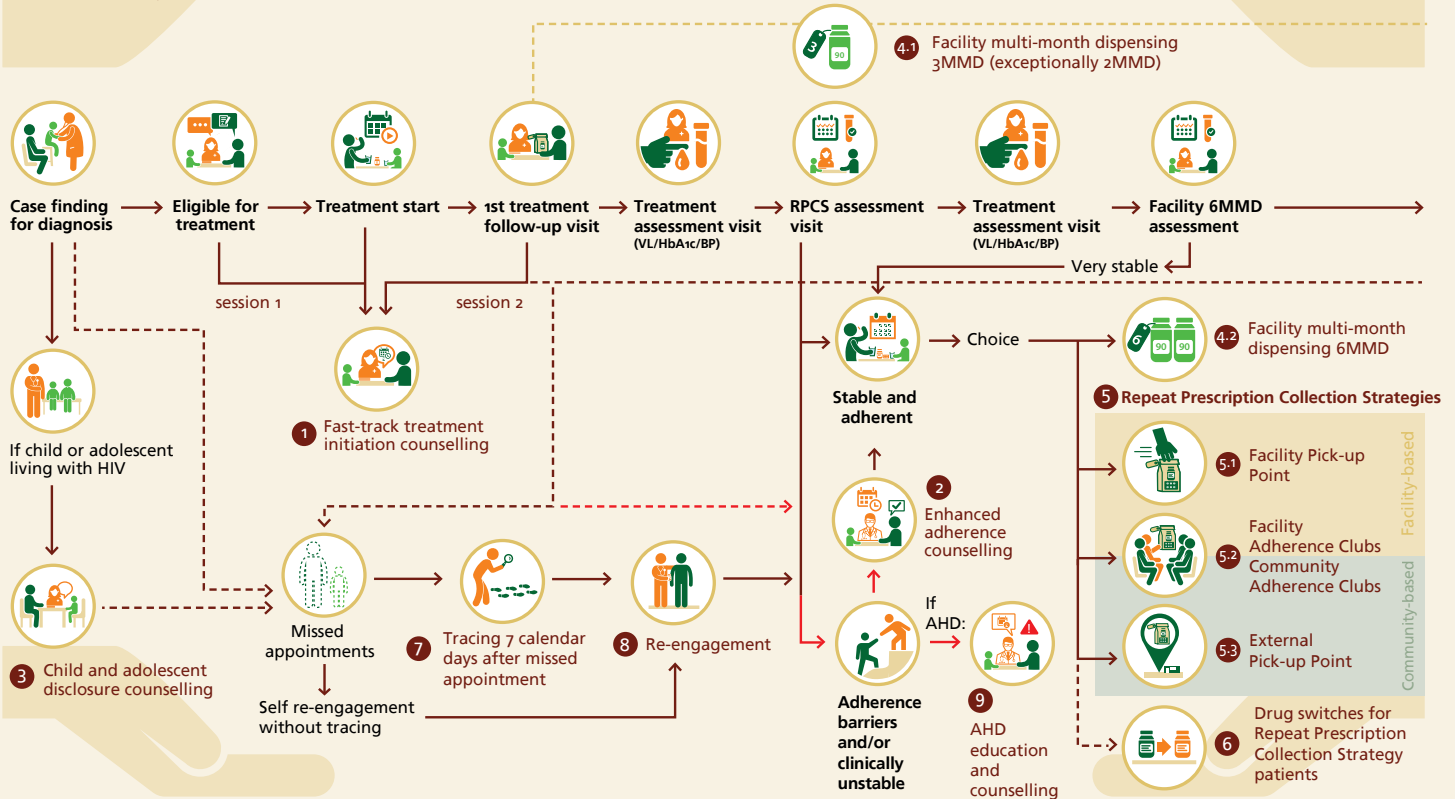 3
90
4.1
Facility multi-month dispensing
3MMD (exceptionally 2MMD)
Case finding
for diagnosis
Eligible for
treatment
Treatment start
1st treatment
follow-up visit
Treatment
assessment visit
(VL/HbA1c/BP)
RPCS assessment
visit
Treatment
assessment visit
(VL/HbA1c/BP)
Facility 6MMD
assessment
Very stable
session 1
session 2
1
Fast-track treatment
initiation counselling
Stable and
adherent
Choice
6
90
90
4.2
Facility multi-month
dispensing 6MMD
5
Repeat Prescription Collection Strategies
Facility-based
5.1
Facility Pick-up
Point
5.2
Facility
Adherence Clubs
Community
Adherence Clubs
Community-based
5.3
External
Pick-up Point
6
Drug switches for
Repeat Prescription
Collection Strategy
patients
If child or adolescent
living with HIV
3
Child and adolescent
disclosure counselling
Missed
appointments
Self re-engagement
without tracing
7
Tracing 7 calendar
days after missed
appointment
8
Re-engagement
2
Enhanced
adherence
counselling
Adherence
barriers
and/or
clinically
unstable
If
AHD:
9
AHD
education
and
counselling